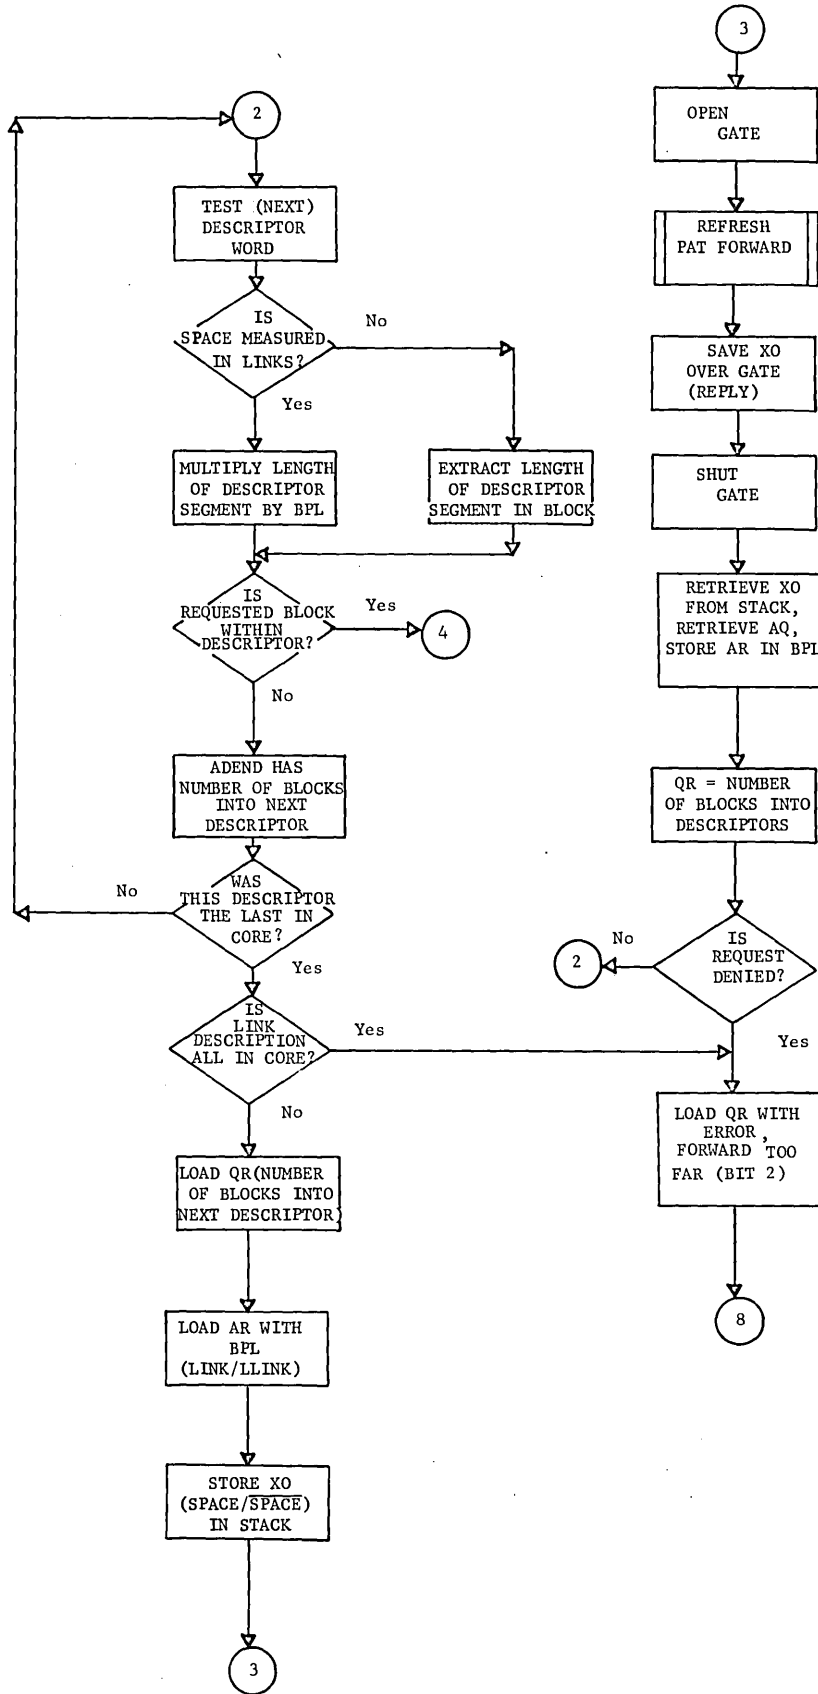 2
TEST (NEXT)
DESCRIPTOR
WORD
IS
SPACE MEASURED
IN LINKS?
No
Yes
MULTIPLY LENGTH
OF DESCRIPTOR
SEGMENT BY BPL
EXTRACT LENGTH
OF DESCRIPTOR
SEGMENT IN BLOCK
IS
REQUESTED BLOCK
WITHIN
DESCRIPTOR?
Yes
4
No
ADEND HAS
NUMBER OF BLOCKS
INTO NEXT
DESCRIPTOR
WAS
THIS DESCRIPTOR
THE LAST IN
CORE?
No
Yes
IS
LINK
DESCRIPTION
ALL IN CORE?
Yes
No
LOAD QR(NUMBER
OF BLOCKS INTO
NEXT DESCRIPTOR)
LOAD AR WITH
BPL
(LINK/LLINK)
STORE XO
(SPACE/SPACE)
IN STACK
3
3
OPEN
GATE
REFRESH
PAT FORWARD
SAVE XO
OVER GATE
(REPLY)
SHUT
GATE
RETRIEVE XO
FROM STACK,
RETRIEVE AQ,
STORE AR IN BPL
QR = NUMBER
OF BLOCKS INTO
DESCRIPTORS
IS
REQUEST
DENIED?
No
2
Yes
LOAD QR WITH
ERROR,
FORWARD TOO
FAR (BIT 2)
8